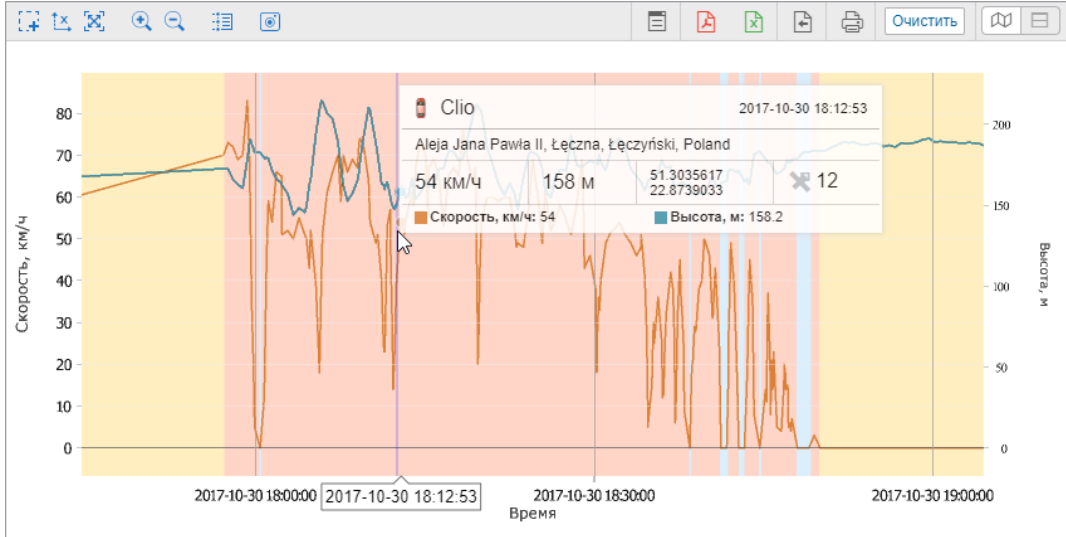 Очистить
Clio 2017-10-30 18:12:53
Aleja Jana Pawła II, Łęczna, Łęczyński, Poland
54 км/ч 158 м 51.3035617
22.8739033 12
Скорость, км/ч: 54 Высота, м: 158.2
Скорость, км/ч
80
70
60
50
40
30
20
10
0
200
150
100
50
0
Высота, м
2017-10-30 18:00:00 2017-10-30 18:12:53 2017-10-30 18:30:00 2017-10-30 19:00:00
Время